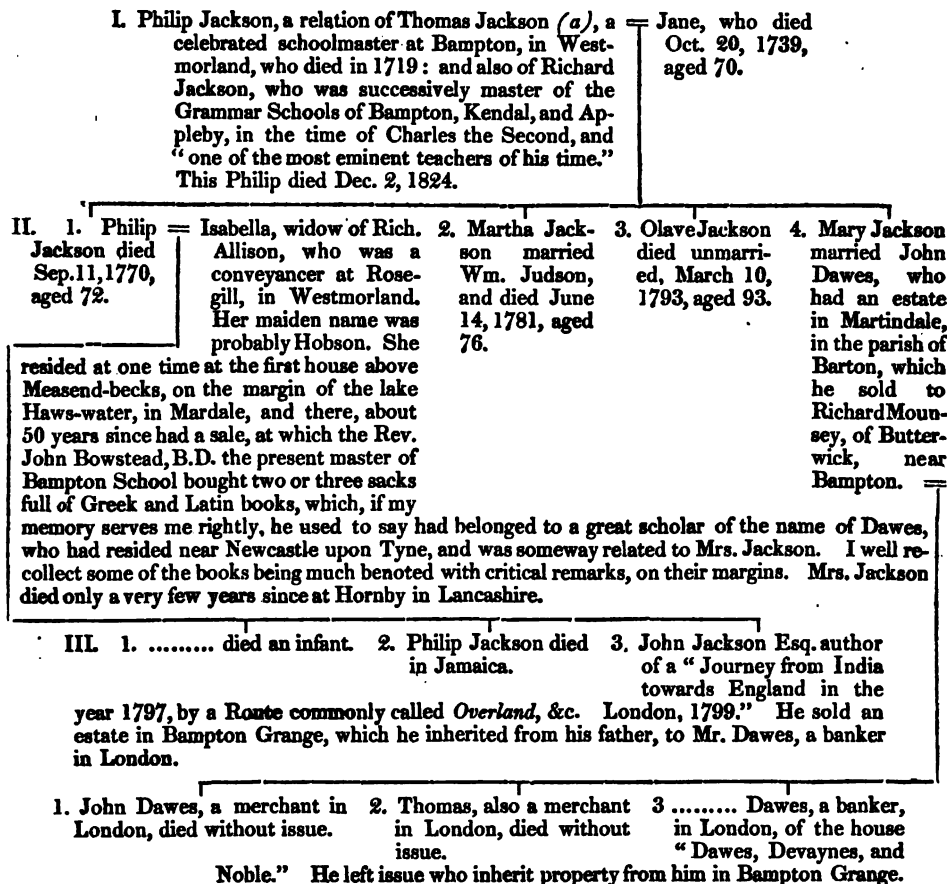 I. Philip Jackson, a relation of Thomas Jackson (a), a = Jane, who died
celebrated schoolmaster at Bampton, in West- Oct. 20, 1739,
morland, who died in 1719: and also of Richard aged 70.
Jackson, who was successively master of the
Grammar Schools of Bampton, Kendal, and Ap-
pleby, in the time of Charles the Second, and
“one of the most eminent teachers of his time.”
This Philip died Dec. 2, 1824.
II. 1. Philip =
Jackson died
Sep. 11, 1770,
aged 72.
Isabella, widow of Rich.
Allison, who was a
conveyancer at Rose-
gill, in Westmorland.
Her maiden name was
probably Hobson. She
resided at one time at the first house above
Measend-becks, on the margin of the lake
Haws-water, in Mardale, and there, about
50 years since had a sale, at which the Rev.
John Bowstead, B.D. the present master of
Bampton School bought two or three sacks
full of Greek and Latin books, which, if my
memory serves me rightly, he used to say had belonged to a great scholar of the name of Dawes,
who had resided near Newcastle upon Tyne, and was someway related to Mrs. Jackson. I well re-
collect some of the books being much benoted with critical remarks, on their margins. Mrs. Jackson
died only a very few years since at Hornby in Lancashire.
2. Martha Jack-
son married
Wm. Judson,
and died June
14, 1781, aged
76.
3. Olave Jackson
died unmarri-
ed, March 10,
1793, aged 93.
4. Mary Jackson
married John
Dawes, who
had an estate
in Martindale,
in the parish of
Barton, which
he sold to
Richard Moun-
sey, of Butter-
wick, near
Bampton. =
III. 1. ......... died an infant.
2. Philip Jackson died
in Jamaica.
3. John Jackson Esq. author
of a “Journey from India
towards England in the
year 1797, by a Route commonly called Overland, &c. London, 1799.” He sold an
estate in Bampton Grange, which he inherited from his father, to Mr. Dawes, a banker
in London.
1. John Dawes, a merchant in
London, died without issue.
2. Thomas, also a merchant
in London, died without
issue.
3 ......... Dawes, a banker,
in London, of the house
“Dawes, Devaynes, and
Noble.” He left issue who inherit property from him in Bampton Grange.